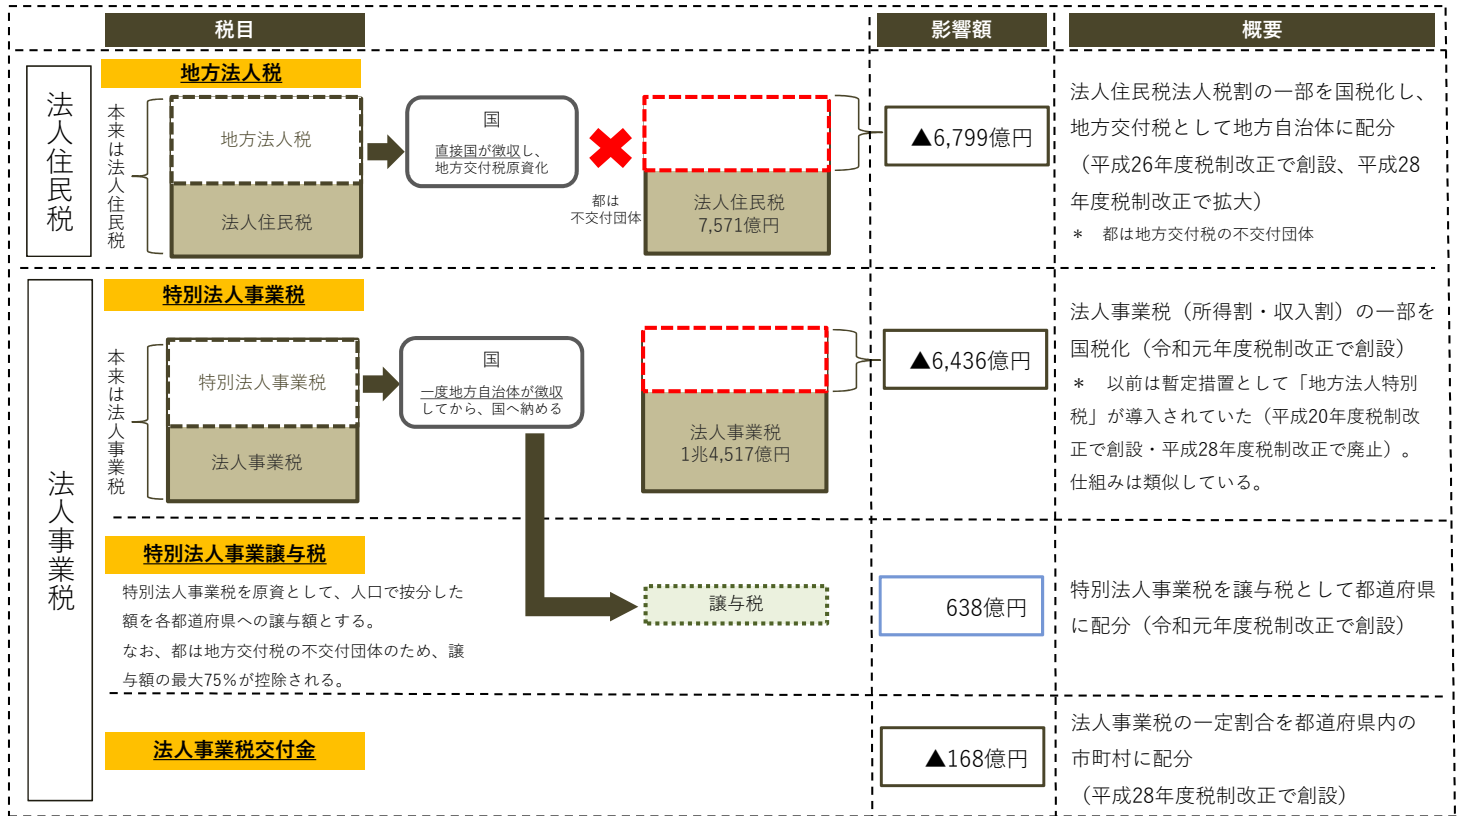 税目
影響額
概要
法人住民税
地方法人税
本来は法人住民税
地方法人税
法人住民税
国
直接国が徴収し、
地方交付税原資化
都は
不交付団体
法人住民税
7,571億円
▲6,799億円
法人住民税法人税割の一部を国税化し、
地方交付税として地方自治体に配分
（平成26年度税制改正で創設、平成28
年度税制改正で拡大）
＊　都は地方交付税の不交付団体
法人事業税
特別法人事業税
本来は法人事業税
特別法人事業税
法人事業税
国
一度地方自治体が徴収
してから、国へ納める
法人事業税
1兆4,517億円
▲6,436億円
法人事業税（所得割・収入割）の一部を
国税化（令和元年度税制改正で創設）
＊　以前は暫定措置として「地方法人特別
税」が導入されていた（平成20年度税制改
正で創設・平成28年度税制改正で廃止）。
仕組みは類似している。
特別法人事業譲与税
特別法人事業税を原資として、人口で按分した
額を各都道府県への譲与額とする。
なお、都は地方交付税の不交付団体のため、譲
与額の最大75％が控除される。
譲与税
638億円
特別法人事業税を譲与税として都道府県
に配分（令和元年度税制改正で創設）
法人事業税交付金
▲168億円
法人事業税の一定割合を都道府県内の
市町村に配分
（平成28年度税制改正で創設）